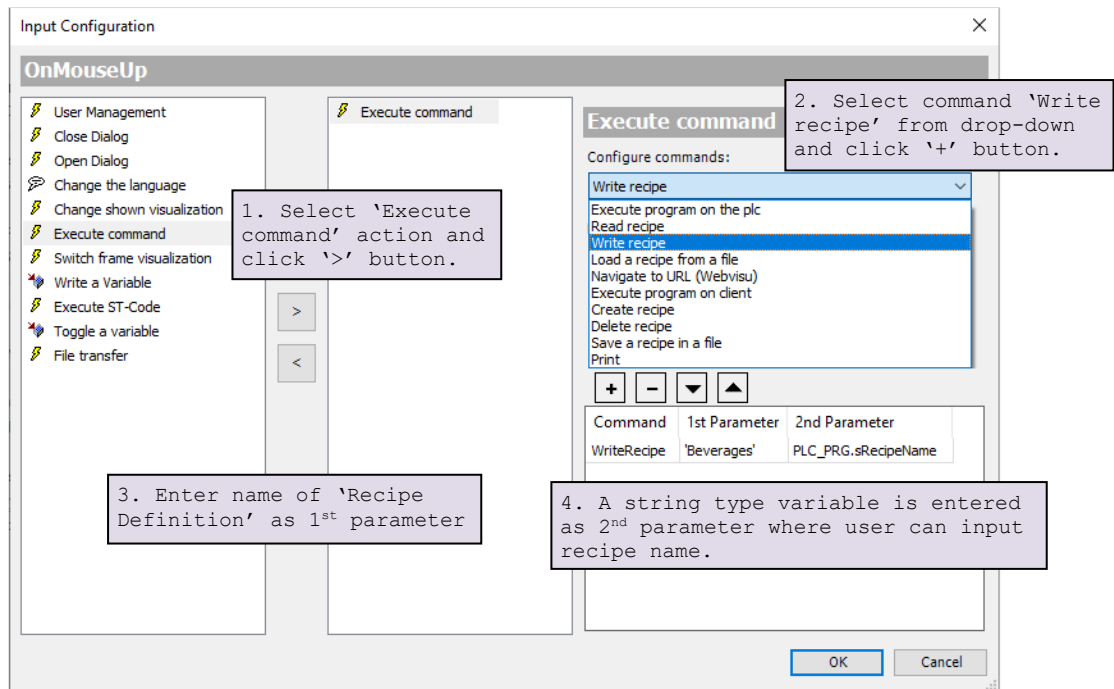 Input Configuration
OnMouseUp
User Management
Close Dialog
Open Dialog
Change the language
Change shown visualization
Execute command
Switch frame visualization
Write a Variable
Execute ST-Code
Toggle a variable
File transfer
1. Select ‘Execute
command’ action and
click ‘>’ button.
>
<
Execute command
Execute command
2. Select command ‘Write
recipe’ from drop-down
and click ‘+’ button.
Configure commands:
Write recipe
Execute program on the plc
Read recipe
Write recipe
Load a recipe from a file
Navigate to URL (Webvisu)
Execute program on client
Create recipe
Delete recipe
Save a recipe in a file
Print
+ −
Command 1st Parameter 2nd Parameter
WriteRecipe 'Beverages' PLC_PRG.sRecipeName
3. Enter name of ‘Recipe
Definition’ as 1st parameter
4. A string type variable is entered
as 2nd parameter where user can input
recipe name.
OK Cancel